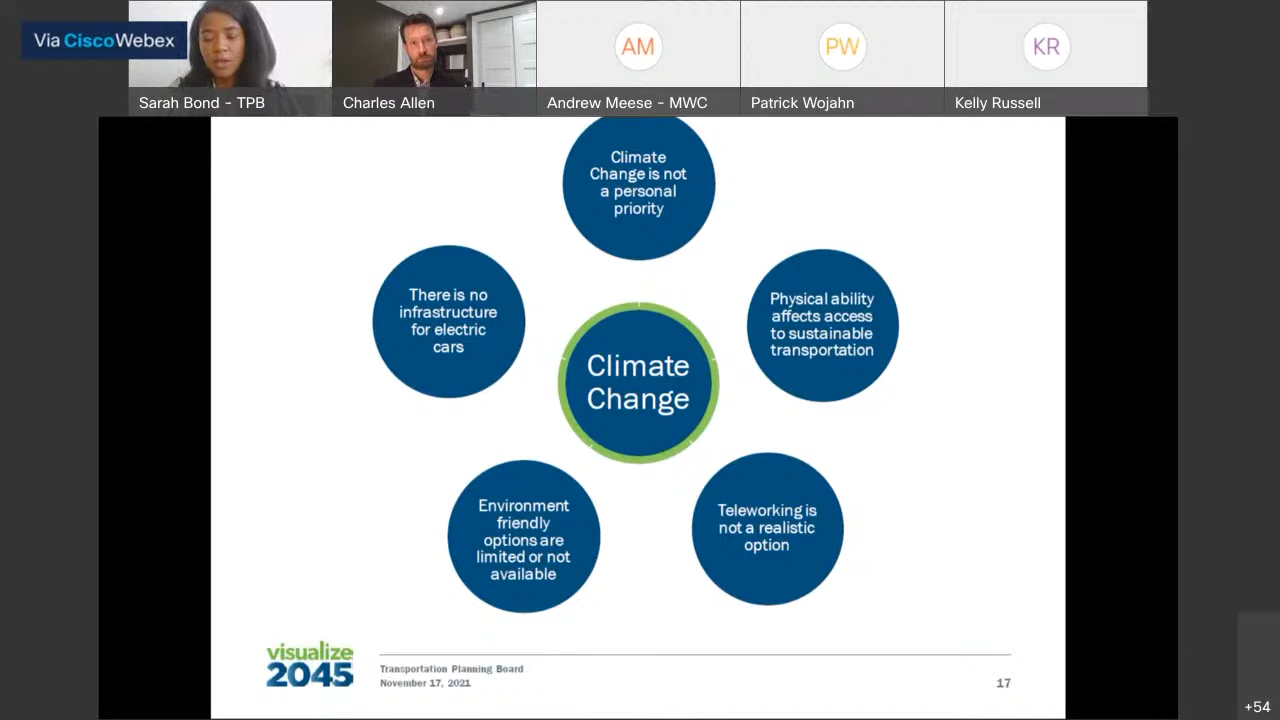 Via CiscoWebex
Sarah Bond - TPB
Charles Allen
AM
Andrew Meese - MWC
PW
Patrick Wojahn
KR
Kelly Russell
Climate
Change is not
a personal
priority
There is no
infrastructure
for electric
cars
Physical ability
affects access
to sustainable
transportation
Climate
Change
Environment
friendly
options are
limited or not
available
Teleworking is
not a realistic
option
visualize
2045
Transportation Planning Board
November 17, 2021
17
+54